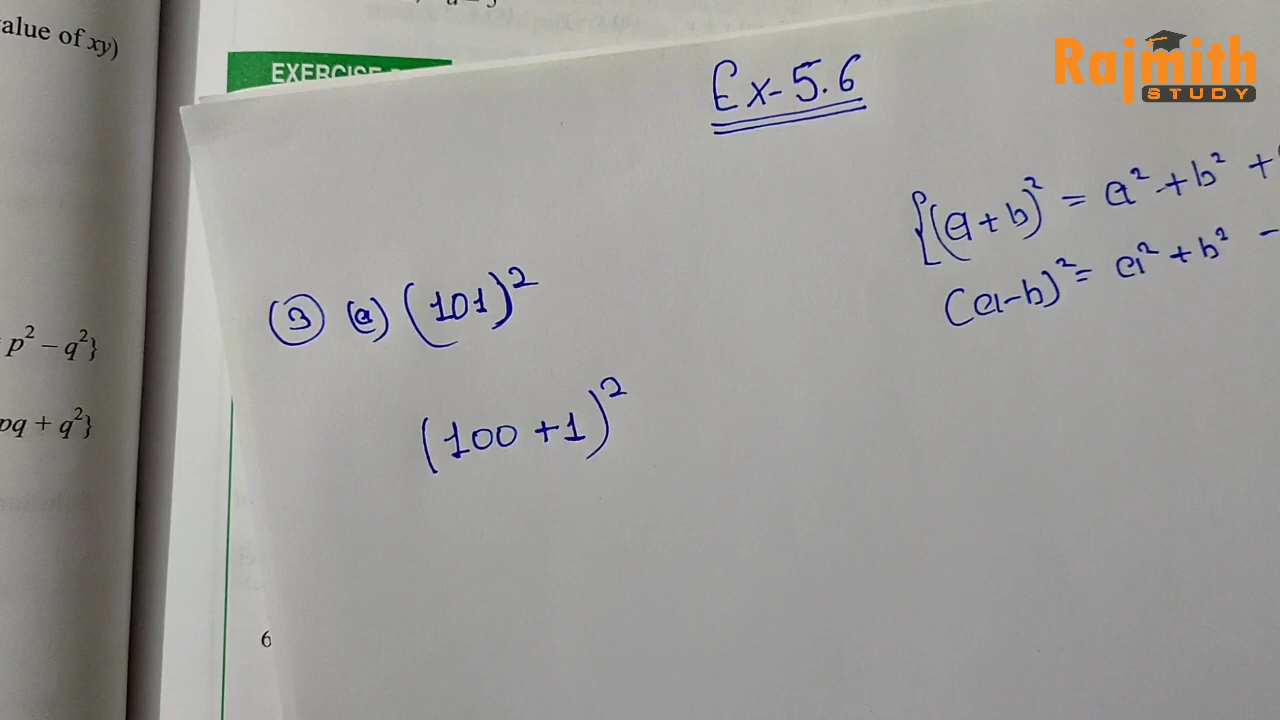 alue of xy)
EXERCISE
Rajmith
STUDY
Ex-5.6
{(a+b)² = a² + b² +
(a-b)² = a² + b² -
③ (a) (101)²
(100 +1)²
p² – q²}
pq + q²}
6